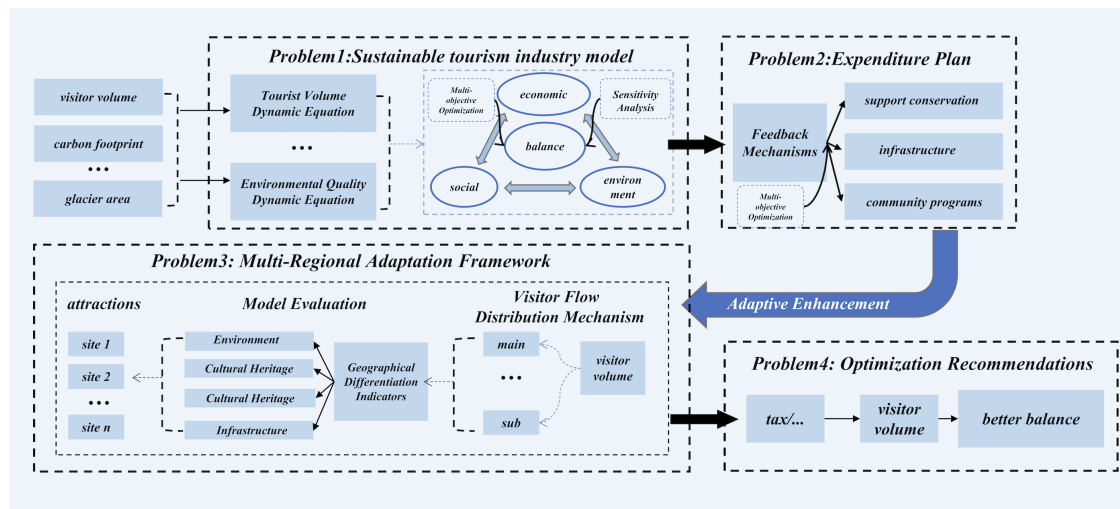 Problem1:Sustainable tourism industry model
visitor volume
carbon footprint
...
glacier area
Tourist Volume
Dynamic Equation
...
Environmental Quality
Dynamic Equation
Multi-
objective
Optimization
economic
Sensitivity
Analysis
balance
social
environ
ment
Problem2:Expenditure Plan
Feedback
Mechanisms
Multi-
objective
Optimization
support conservation
infrastructure
community programs
Adaptive Enhancement
Problem3: Multi-Regional Adaptation Framework
attractions
site 1
site 2
...
site n
Model Evaluation
Environment
Cultural Heritage
Cultural Heritage
Infrastructure
Geographical
Differentiation
Indicators
Visitor Flow
Distribution Mechanism
main
...
sub
visitor
volume
Problem4: Optimization Recommendations
tax/...
visitor
volume
better balance